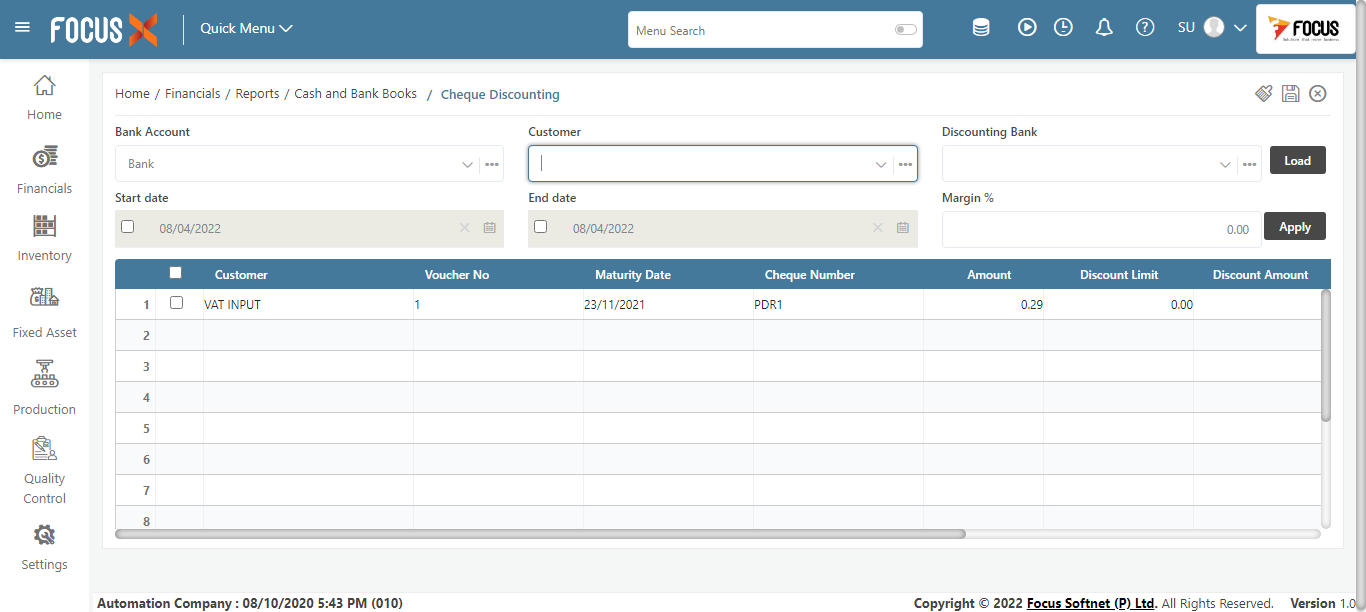 FOCUS X Quick Menu Menu Search SU FOCUS
Home / Financials / Reports / Cash and Bank Books / Cheque Discounting
Home
Financials
Inventory
Fixed Asset
Production
Quality
Control
Settings
Bank Account Customer Discounting Bank
Bank Load
Start date End date Margin %
08/04/2022 08/04/2022 0.00 Apply
Customer Voucher No Maturity Date Cheque Number Amount Discount Limit Discount Amount
1 VAT INPUT 1 23/11/2021 PDR1 0.29 0.00
2
3
4
5
6
7
8
Automation Company : 08/10/2020 5:43 PM (010) Copyright © 2022 Focus Softnet (P) Ltd. All Rights Reserved. Version 1.0